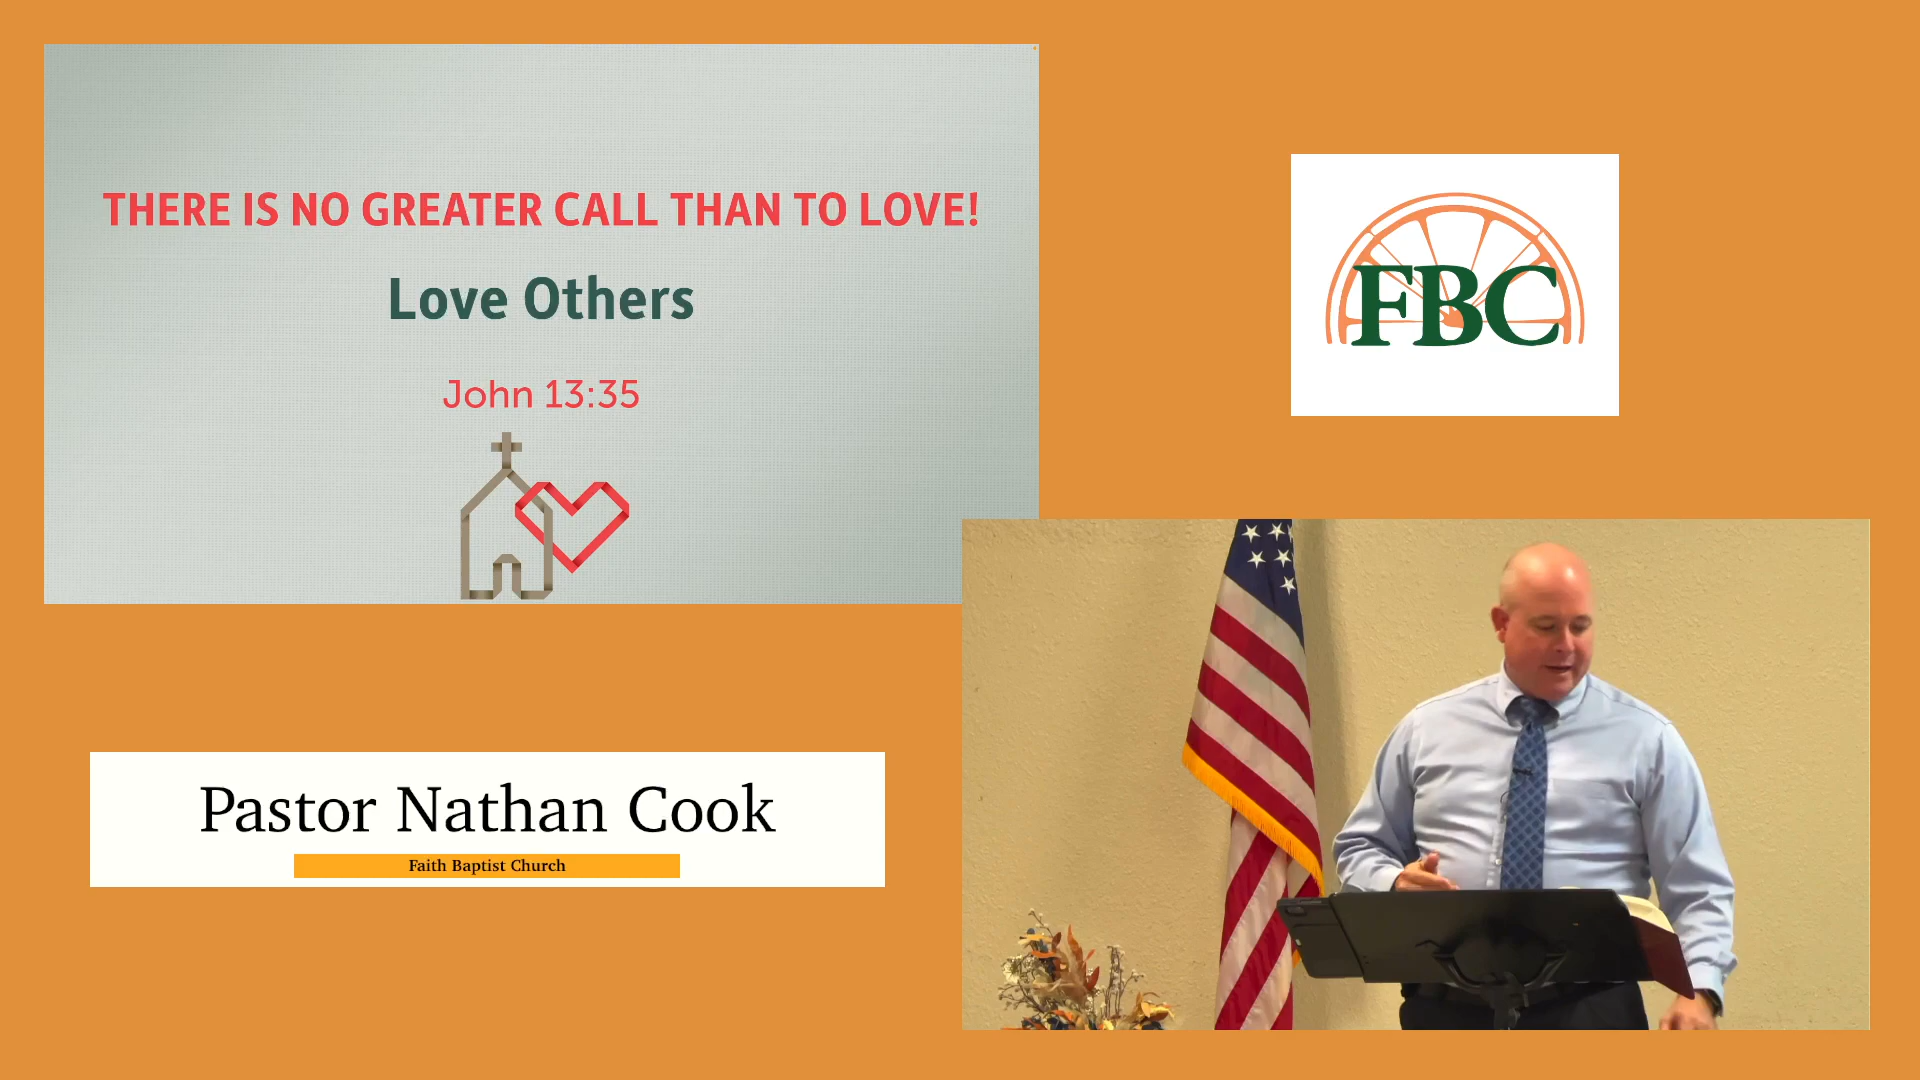 THERE IS NO GREATER CALL THAN TO LOVE!
Love Others
John 13:35
FBC
Pastor Nathan Cook
Faith Baptist Church